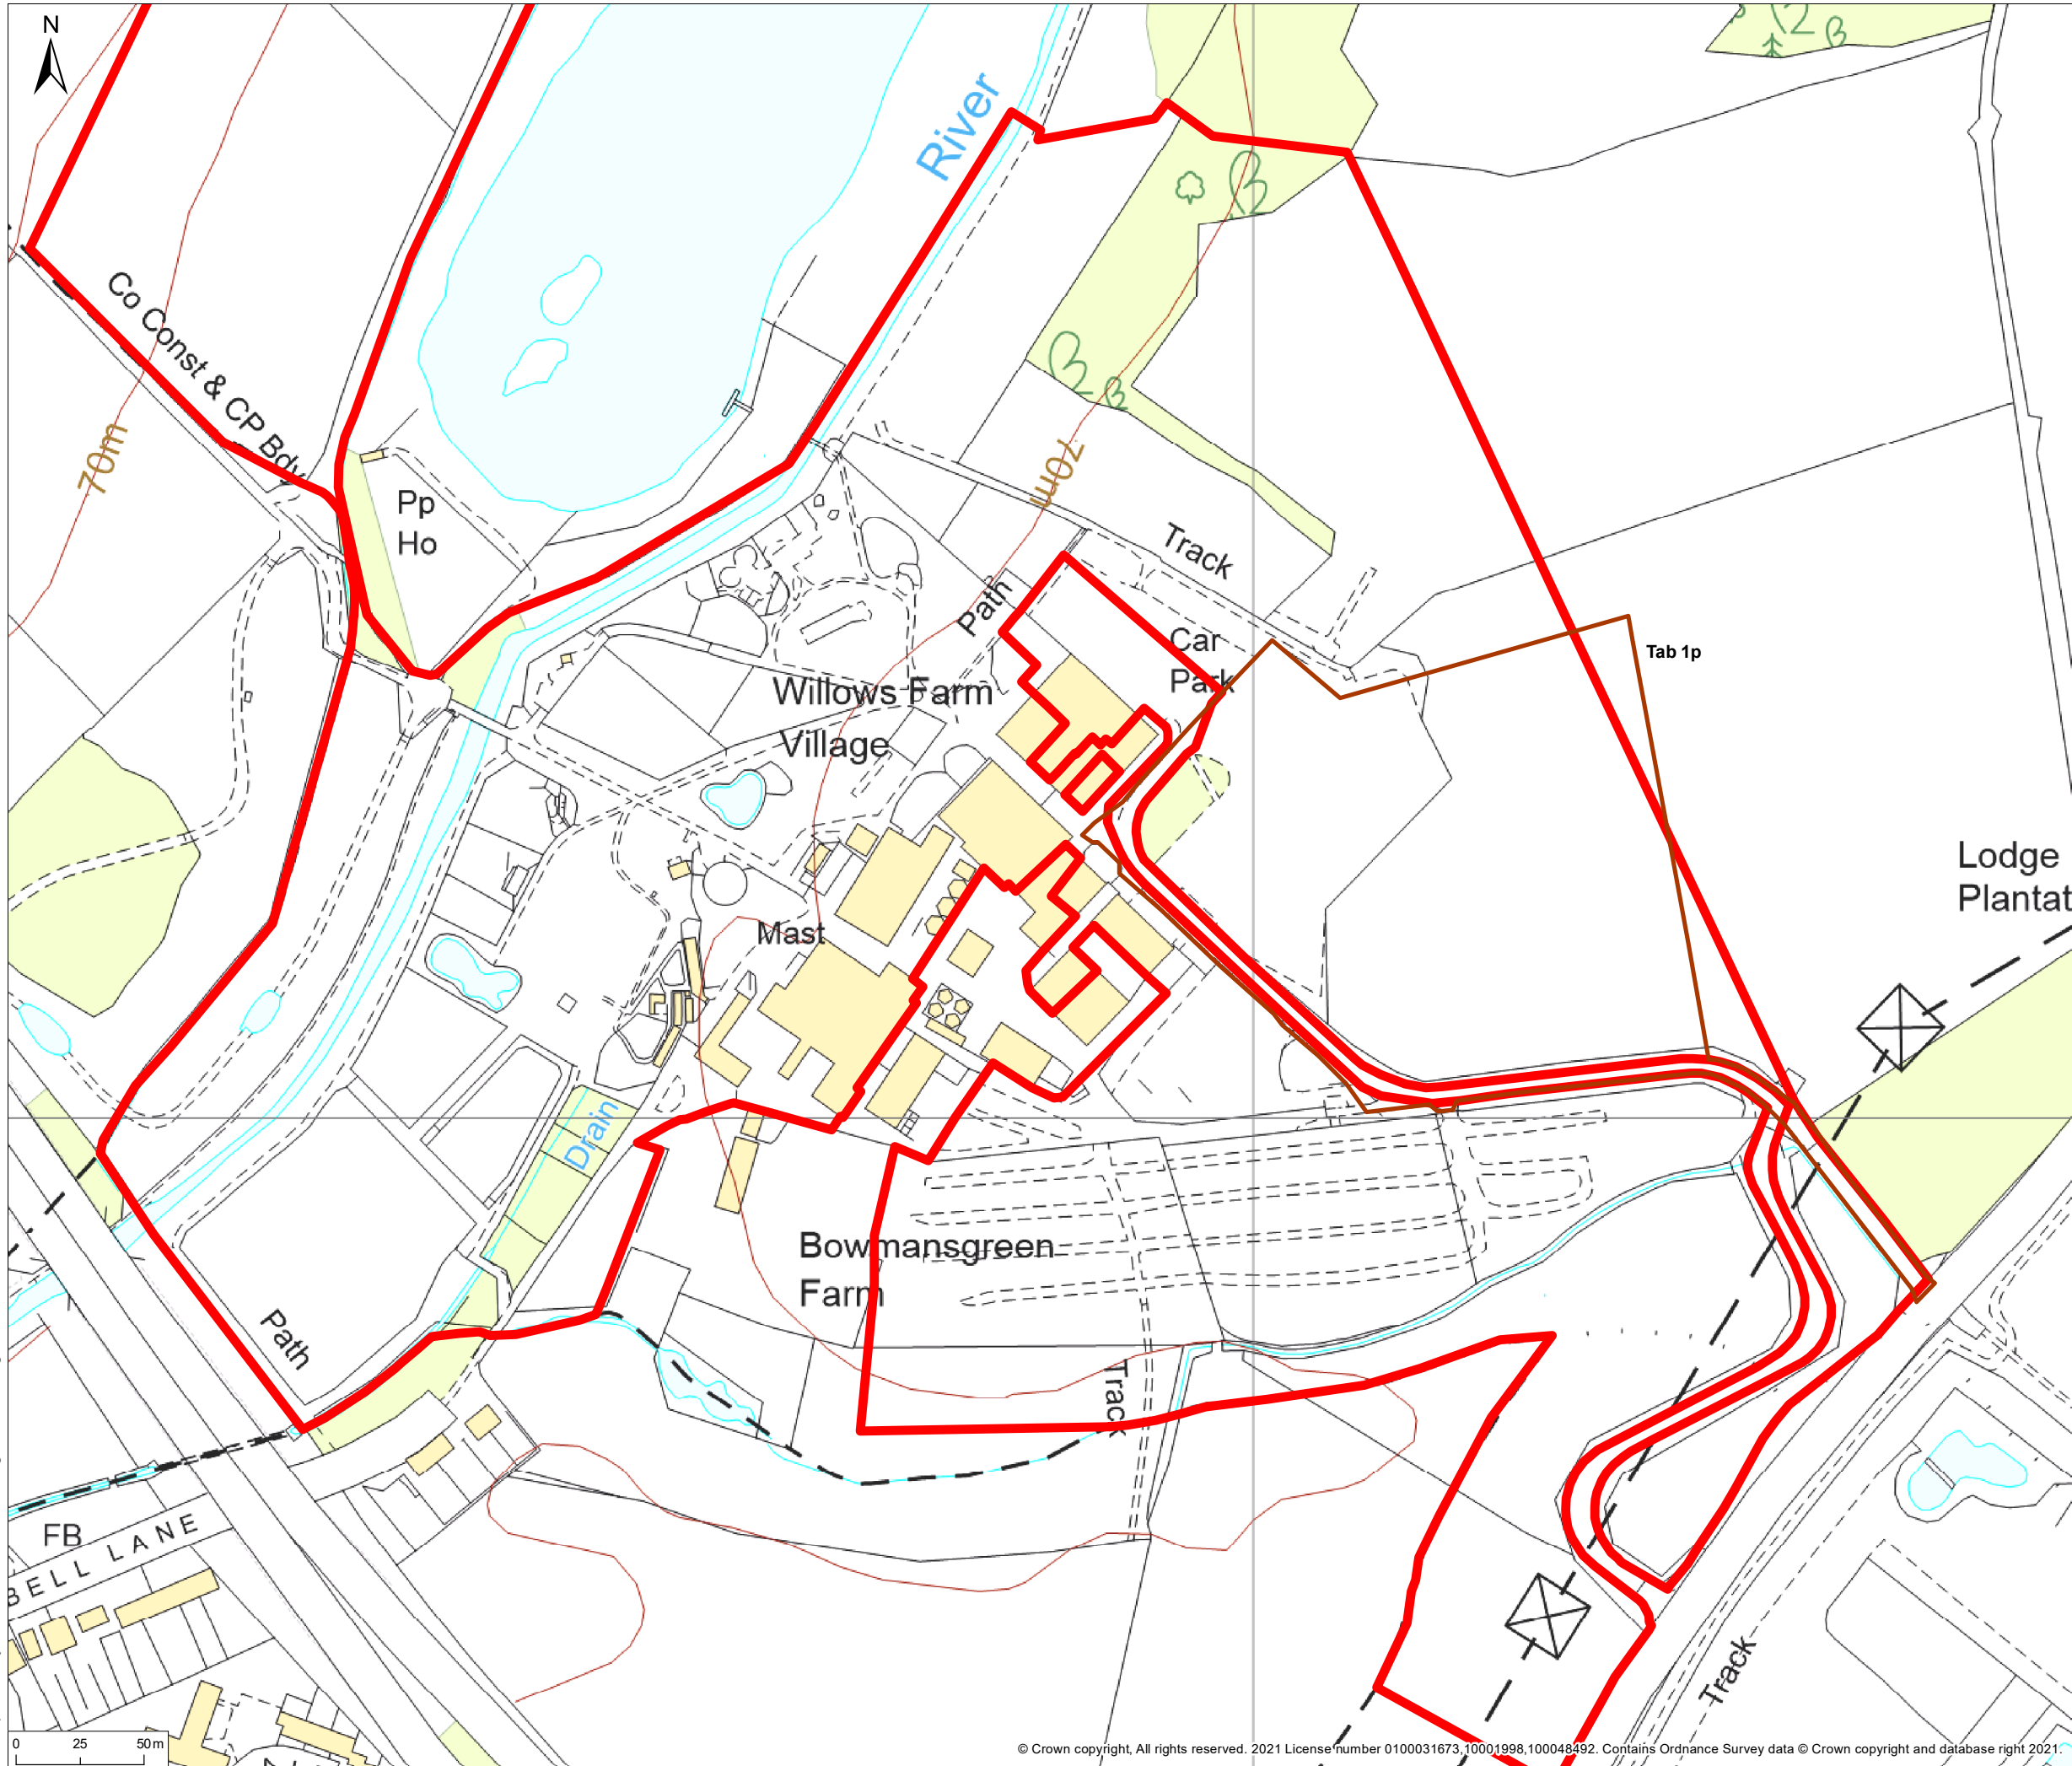 N
River
Co Const & CP Bdy
70m
Pp
Ho
70m
Track
Path
Car
Park
Tab 1p
Willows Farm
Village
Lodge
Plantat
Mast
Drain
Bowmansgreen
Farm
Path
Track
FB
BELL LANE
Track
0 25 50m
© Crown copyright, All rights reserved. 2021 License number 0100031673,10001998,100048492. Contains Ordnance Survey data © Crown copyright and database right 2021.